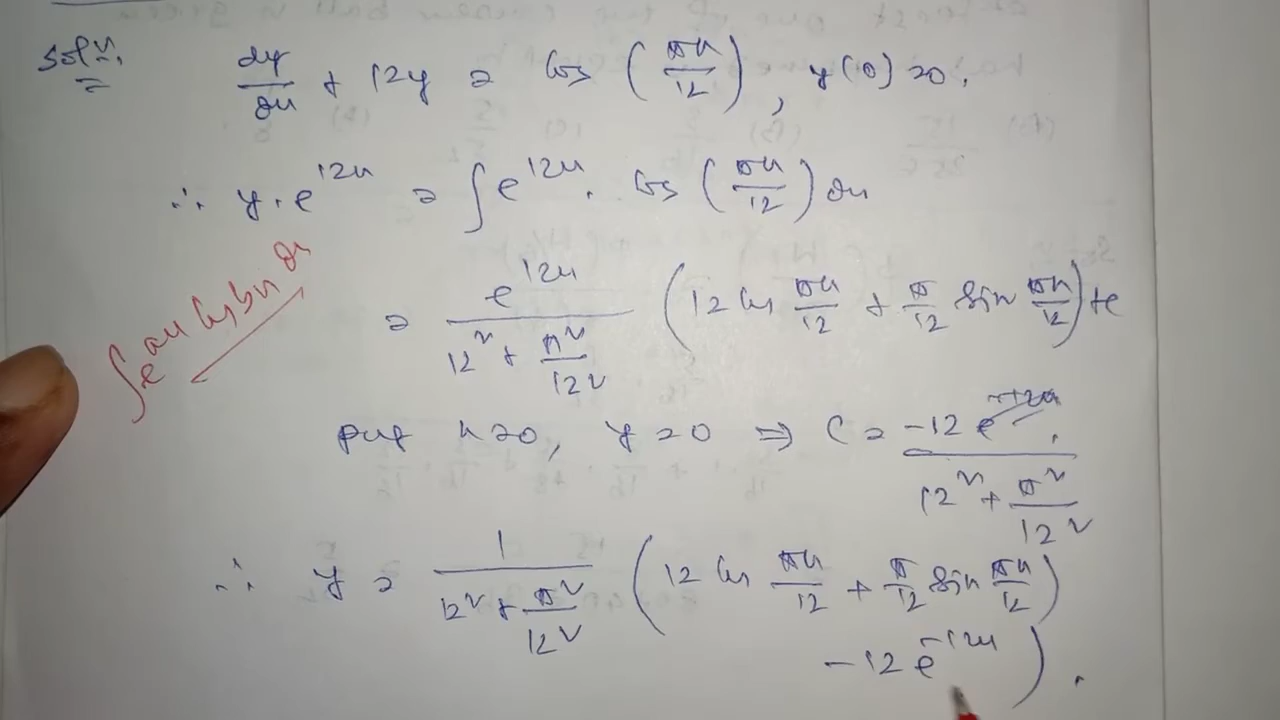 Solⁿ. dy/dx + 12y = cos (πx/12), y(0) = 0.
∴ y·e^{12x} = ∫ e^{12x}. cos (πx/12) dx
∫ e^{ax} cos bx dx
= e^{12x}/(12² + π²/12²) (12 cos πx/12 + π/12 sin πx/12) + c
put x=0, y=0 ⇒ C = -12/(12² + π²/12²)
∴ y = 1/(12² + π²/12²) (12 cos πx/12 + π/12 sin πx/12)
-12 e^{-12x}).